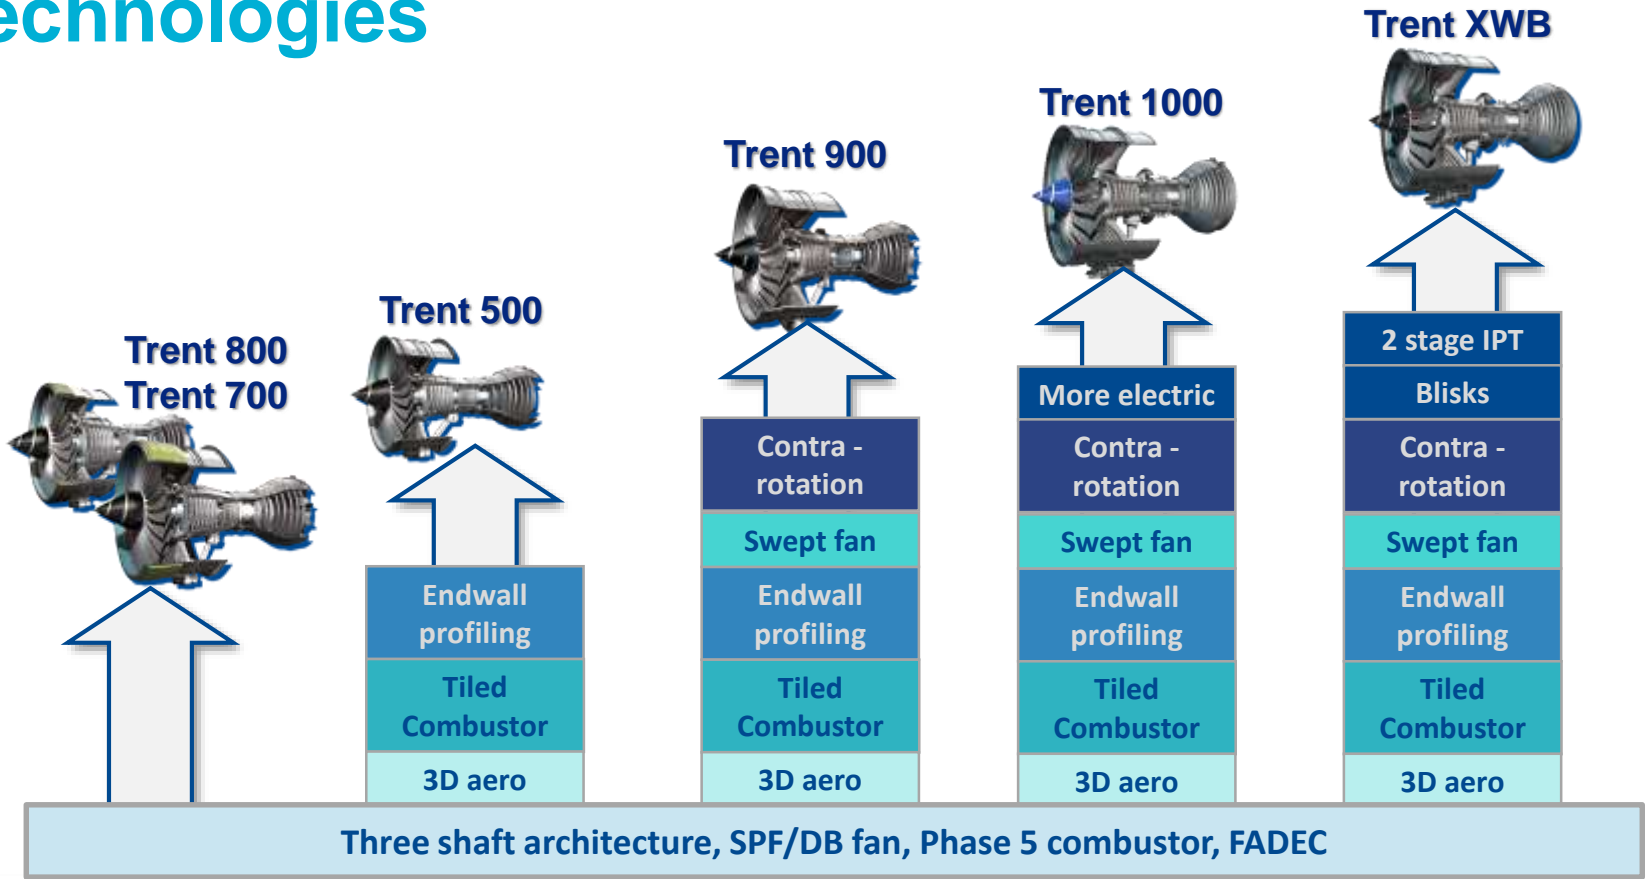 echnologies
Trent XWB
Trent 1000
Trent 900
Trent 500
Trent 800
Trent 700
Endwall
profiling
Tiled
Combustor
3D aero
Contra -
rotation
Swept fan
Endwall
profiling
Tiled
Combustor
3D aero
More electric
Contra -
rotation
Swept fan
Endwall
profiling
Tiled
Combustor
3D aero
2 stage IPT
Blisks
Contra -
rotation
Swept fan
Endwall
profiling
Tiled
Combustor
3D aero
Three shaft architecture, SPF/DB fan, Phase 5 combustor, FADEC